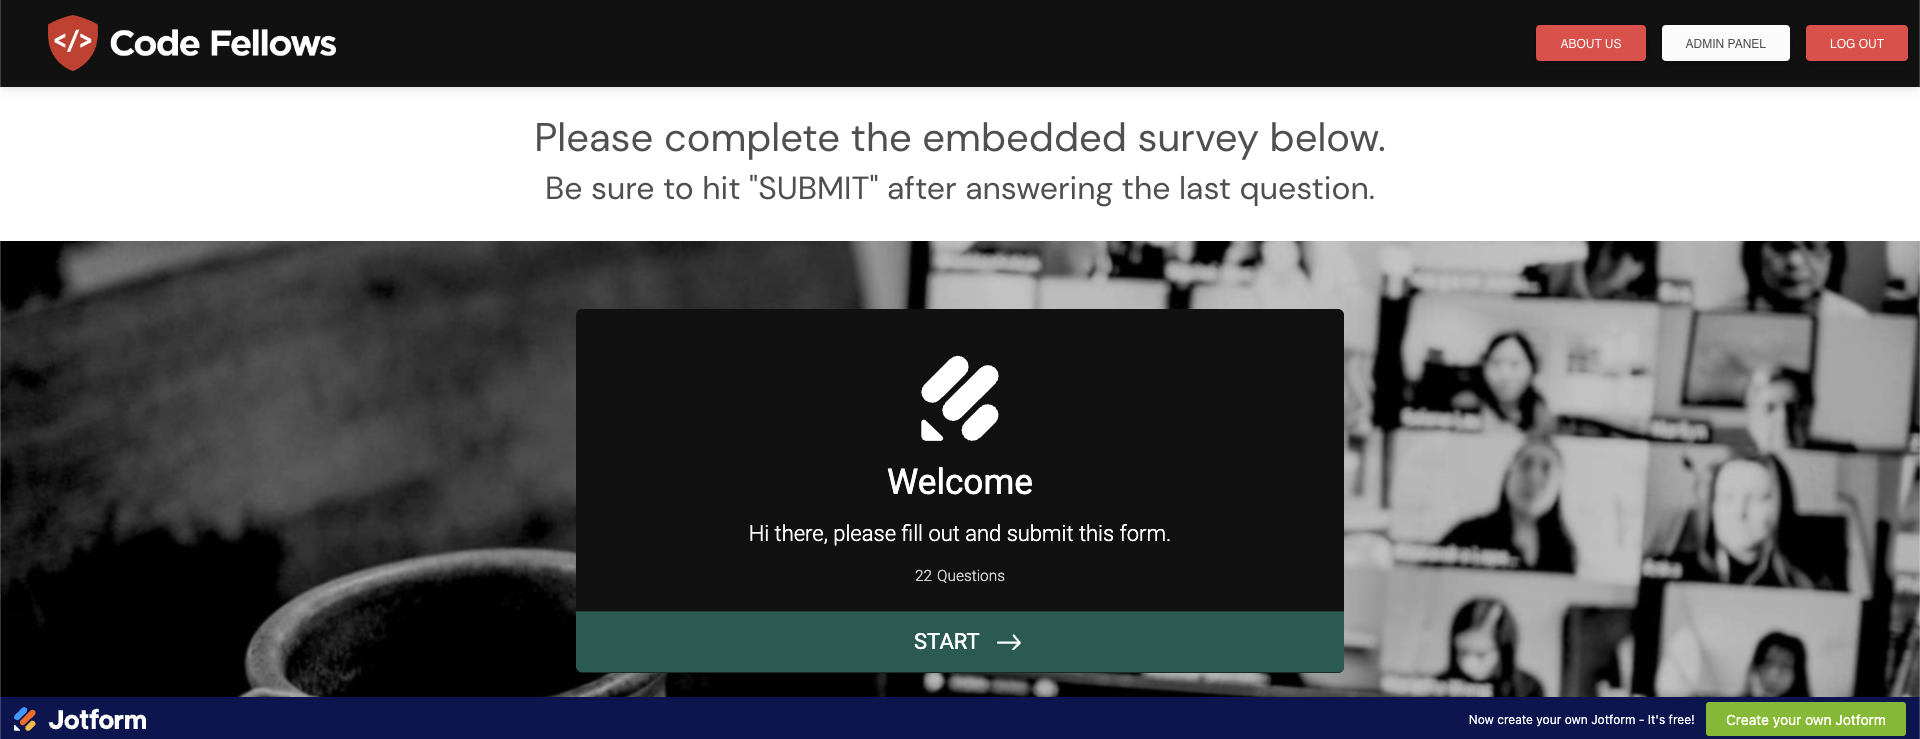 </> Code Fellows
ABOUT US
ADMIN PANEL
LOG OUT
Please complete the embedded survey below.
Be sure to hit "SUBMIT" after answering the last question.
Welcome
Hi there, please fill out and submit this form.
22 Questions
START →
Jotform
Now create your own Jotform - It's free!
Create your own Jotform